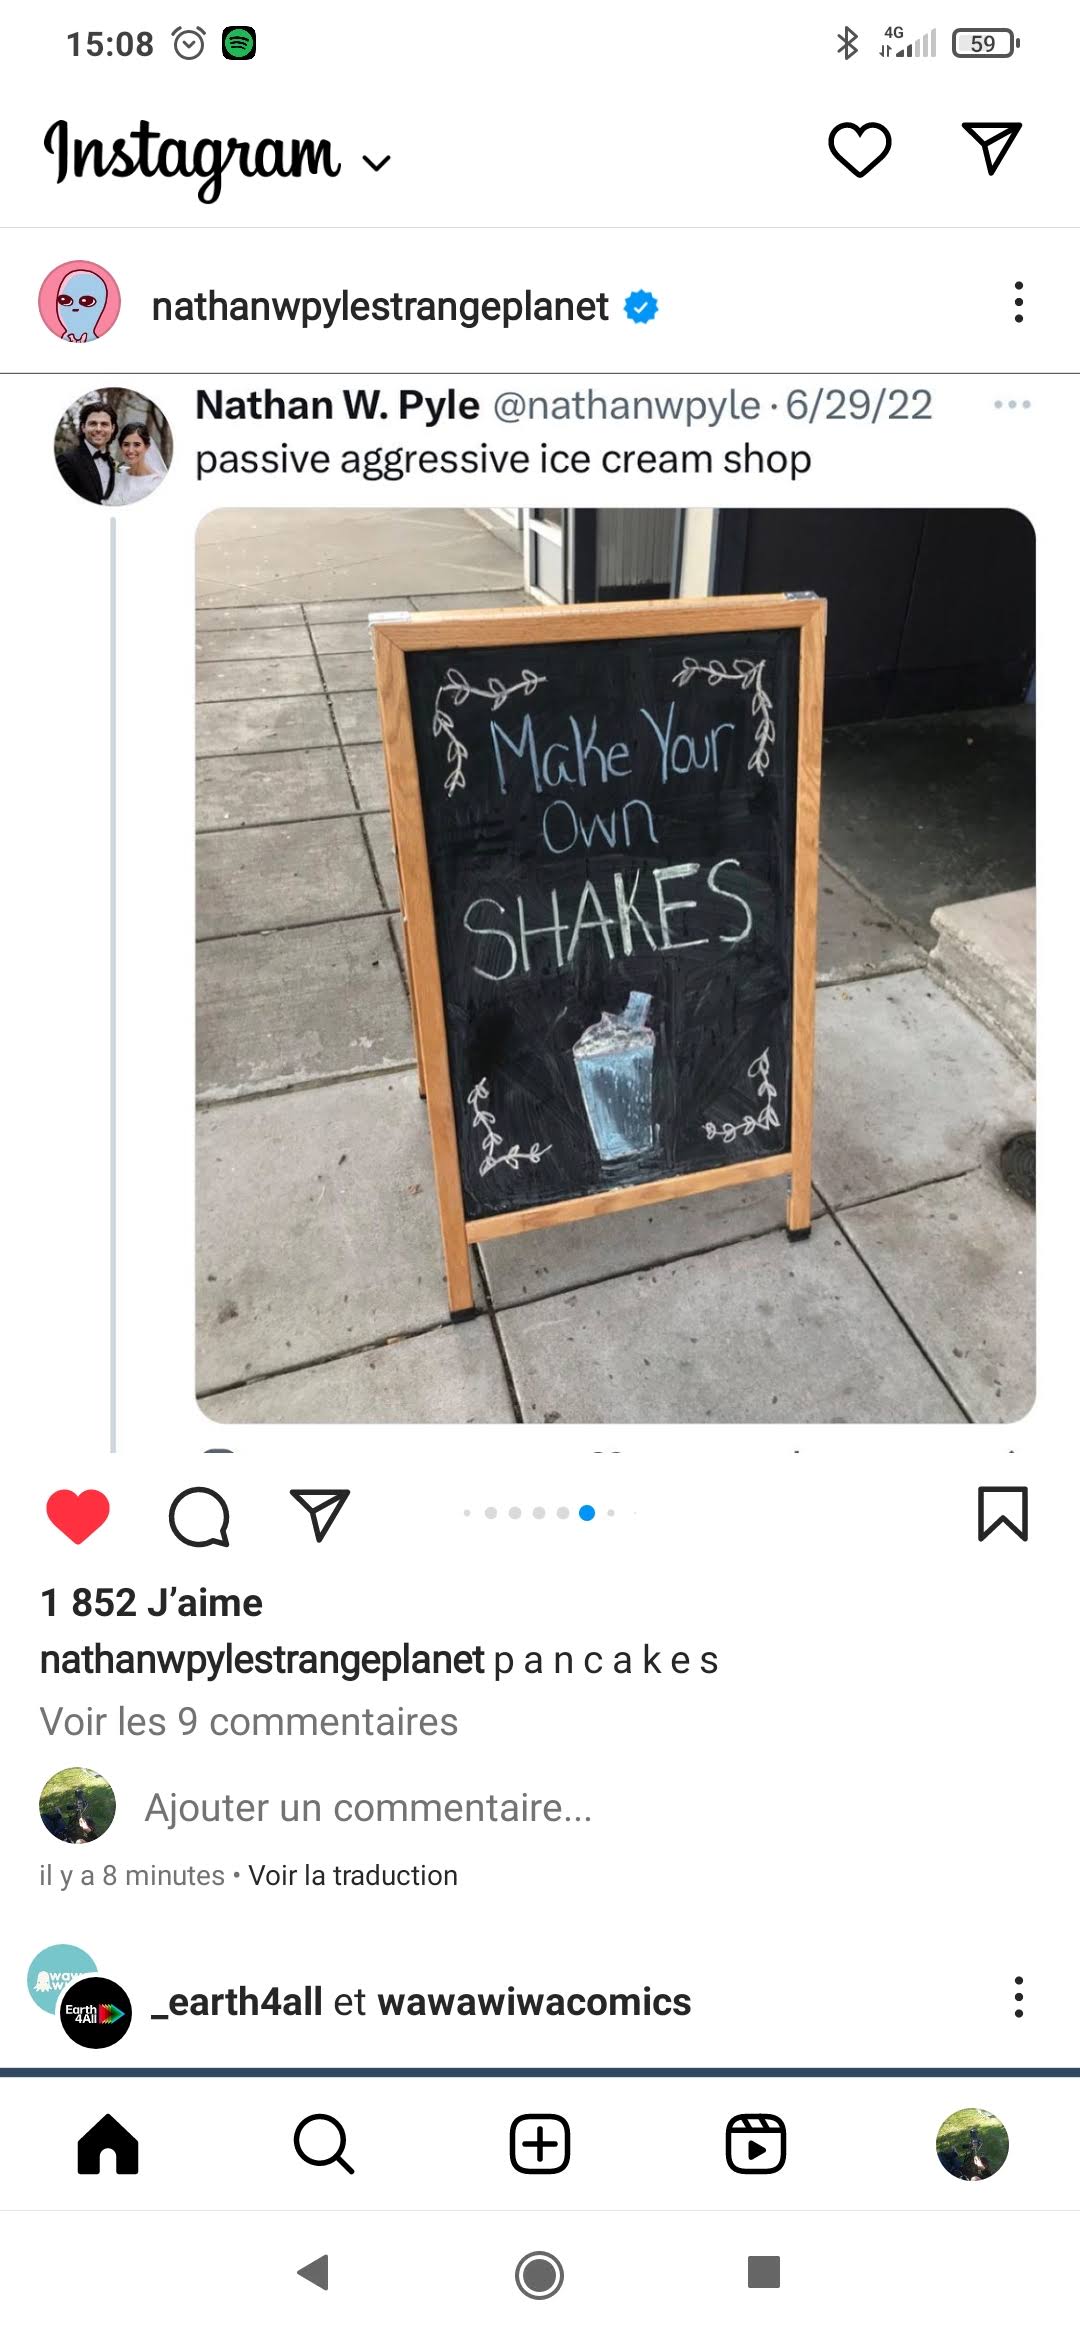 15:08
4G
59
Instagram
nathanwpylestrangeplanet
Nathan W. Pyle @nathanwpyle · 6/29/22
passive aggressive ice cream shop
Make Your
Own
SHAKES
1 852 J’aime
nathanwpylestrangeplanet p a n c a k e s
Voir les 9 commentaires
Ajouter un commentaire...
il y a 8 minutes • Voir la traduction
Earth
4All
_earth4all et wawawiwacomics